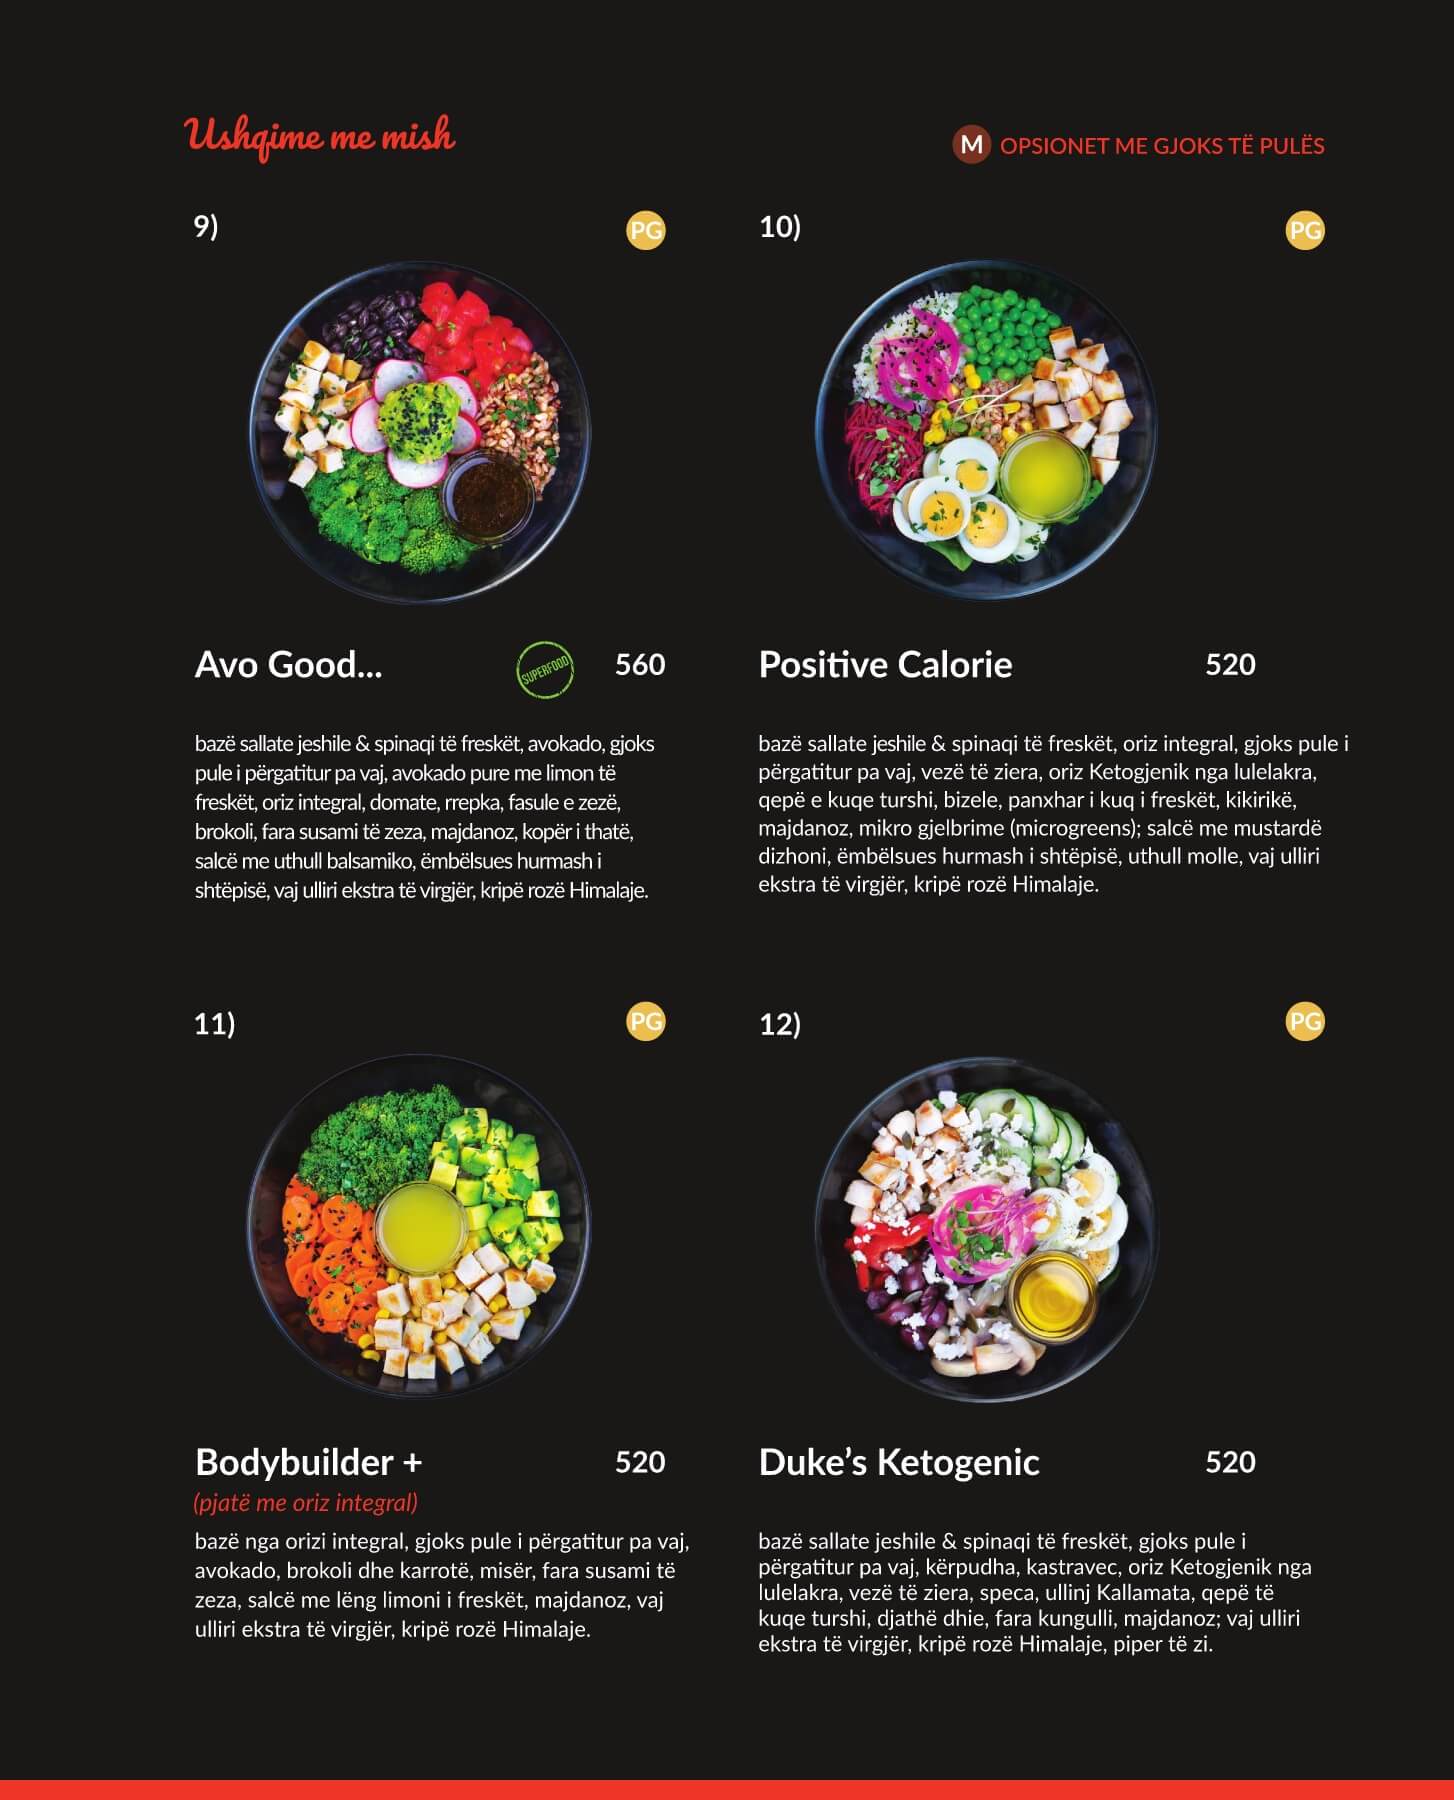 Ushqime me mish
M OPSIONET ME GJOKS TË PULËS
9)
PG
Avo Good...
SUPERFOOD
560
bazë sallate jeshile & spinaqi të freskët, avokado, gjoks
pule i përgatitur pa vaj, avokado pure me limon të
freskët, oriz integral, domate, rrepka, fasule e zezë,
brokoli, fara susami të zeza, majdanoz, kopër i thatë,
salcë me uthull balsamiko, ëmbëlsues hurmash i
shtëpisë, vaj ulliri ekstra të virgjër, kripë rozë Himalaje.
10)
PG
Positive Calorie
520
bazë sallate jeshile & spinaqi të freskët, oriz integral, gjoks pule i
përgatitur pa vaj, vezë të ziera, oriz Ketogjenik nga lulelakra,
qepë e kuqe turshi, bizele, panxhar i kuq i freskët, kikirikë,
majdanoz, mikro gjelbrime (microgreens); salcë me mustardë
dizhoni, ëmbëlsues hurmash i shtëpisë, uthull molle, vaj ulliri
ekstra të virgjër, kripë rozë Himalaje.
11)
PG
Bodybuilder +
520
(pjatë me oriz integral)
bazë nga orizi integral, gjoks pule i përgatitur pa vaj,
avokado, brokoli dhe karrotë, misër, fara susami të
zeza, salcë me lëng limoni i freskët, majdanoz, vaj
ulliri ekstra të virgjër, kripë rozë Himalaje.
12)
PG
Duke’s Ketogenic
520
bazë sallate jeshile & spinaqi të freskët, gjoks pule i
përgatitur pa vaj, kërpudha, kastravec, oriz Ketogjenik nga
lulelakra, vezë të ziera, speca, ullinj Kallamata, qepë të
kuqe turshi, djathë dhie, fara kungulli, majdanoz; vaj ulliri
ekstra të virgjër, kripë rozë Himalaje, piper të zi.